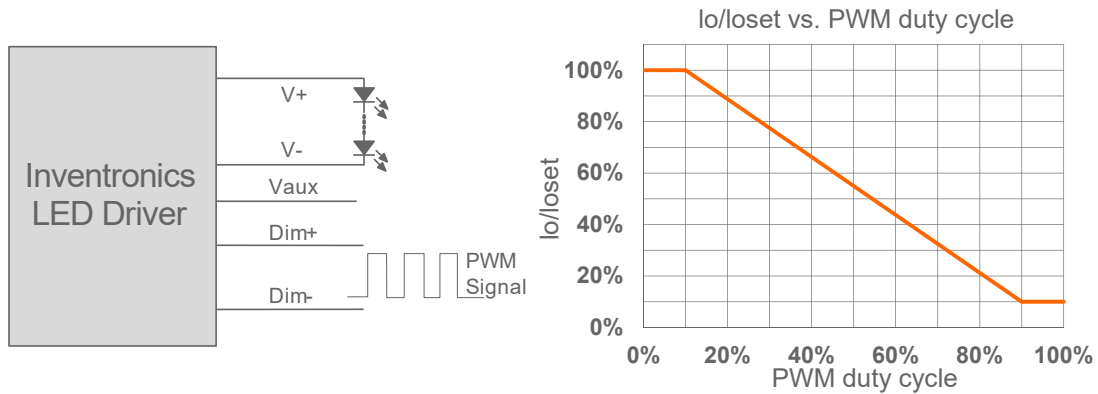 Inventronics
LED Driver
V+
V-
Vaux
Dim+
Dim-
PWM
Signal
Io/Ioset vs. PWM duty cycle
Io/Ioset
100%
80%
60%
40%
20%
0%
0% 20% 40% 60% 80% 100%
PWM duty cycle